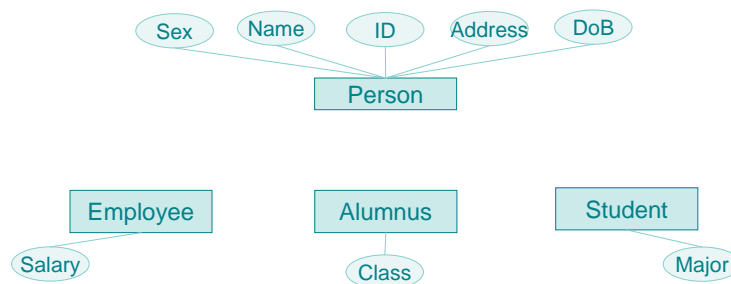 Sex
Name
ID
Address
DoB
Person
Employee
Alumnus
Student
Salary
Class
Major